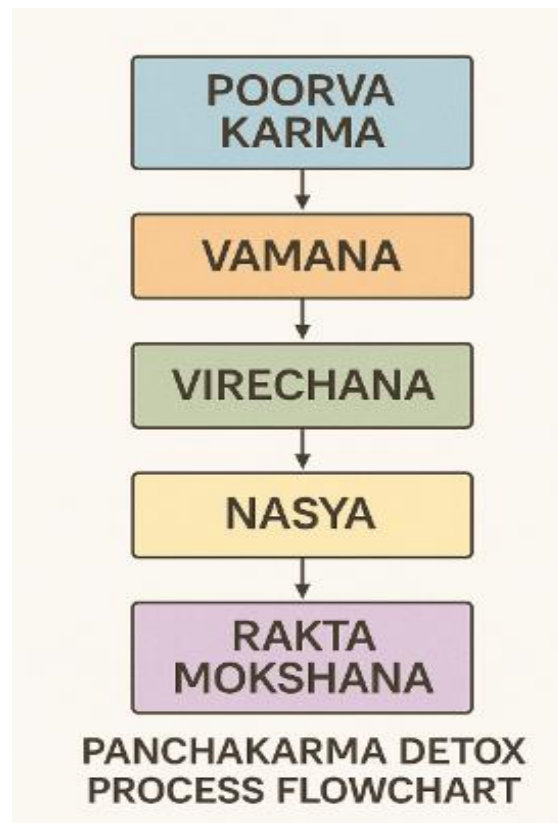 POORVA
KARMA
VAMANA
VIRECHANA
NASYA
RAKTA
MOKSHANA
PANCHAKARMA DETOX
PROCESS FLOWCHART